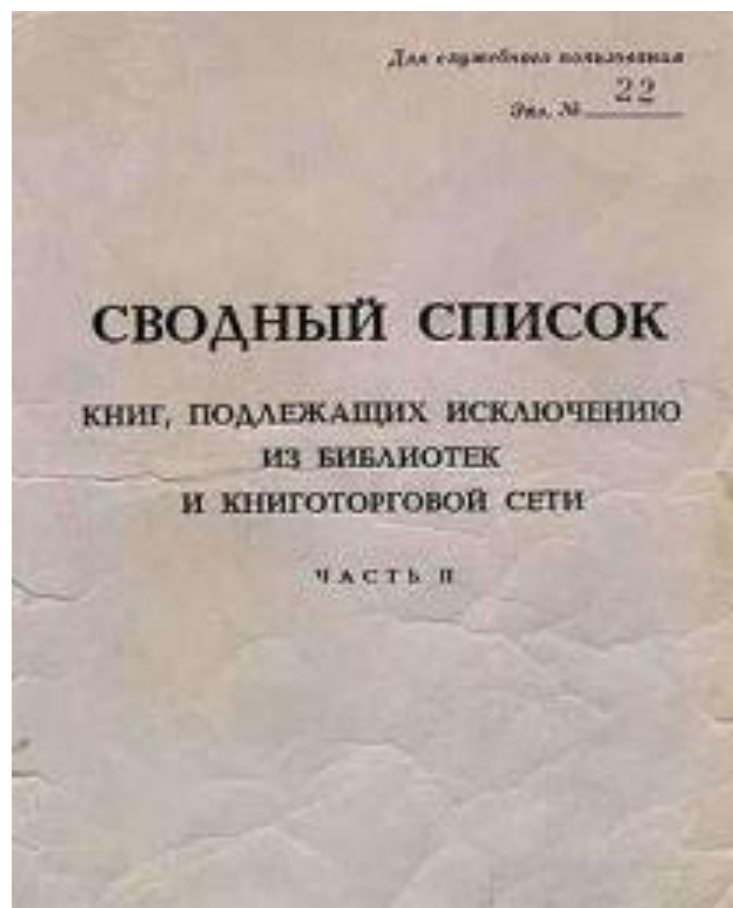 Для служебного пользования
Экз. № 22
СВОДНЫЙ СПИСОК
КНИГ, ПОДЛЕЖАЩИХ ИСКЛЮЧЕНИЮ
ИЗ БИБЛИОТЕК
И КНИГОТОРГОВОЙ СЕТИ
ЧАСТЬ II